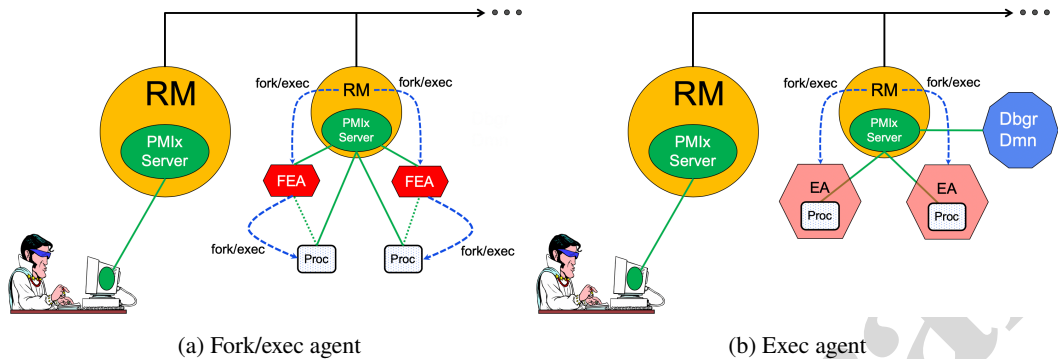 RM
PMIx
Server
fork/exec
fork/exec
RM
PMIx
Server
FEA
FEA
fork/exec
Proc
Proc
fork/exec
(a) Fork/exec agent
RM
PMIx
Server
fork/exec
fork/exec
RM
PMIx
Server
Dbgr
Dmn
EA
Proc
EA
Proc
(b) Exec agent